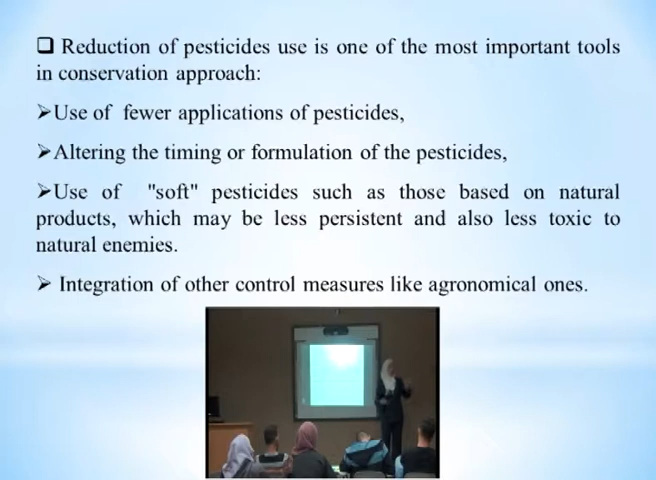 ❑ Reduction of pesticides use is one of the most important tools
in conservation approach:
➢Use of fewer applications of pesticides,
➢Altering the timing or formulation of the pesticides,
➢Use of "soft" pesticides such as those based on natural
products, which may be less persistent and also less toxic to
natural enemies.
➢ Integration of other control measures like agronomical ones.